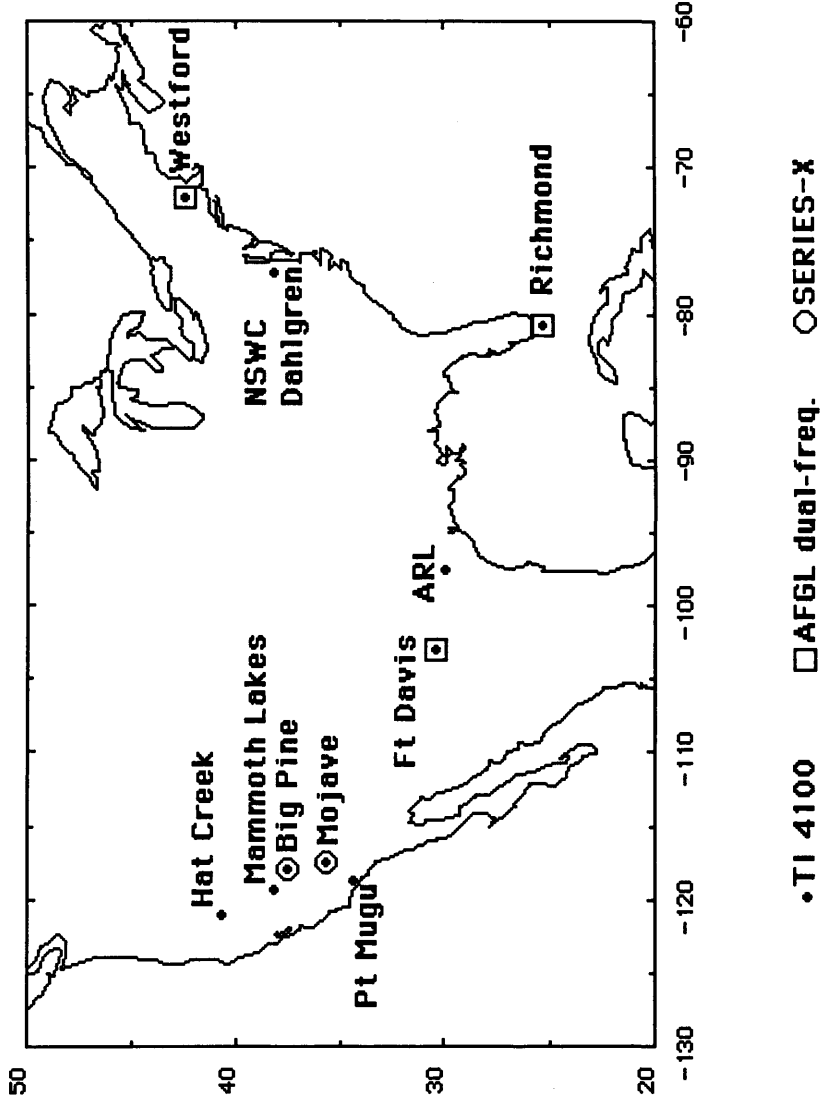 50
40
30
20
-130
-120
-110
-100
-90
-80
-70
-60
Hat Creek
Mammoth Lakes
Big Pine
Mojave
Pt Mugu
Ft Davis
ARL
NSWC
Dahlgren
Westford
Richmond
TI 4100
AFGL dual-freq.
SERIES-X